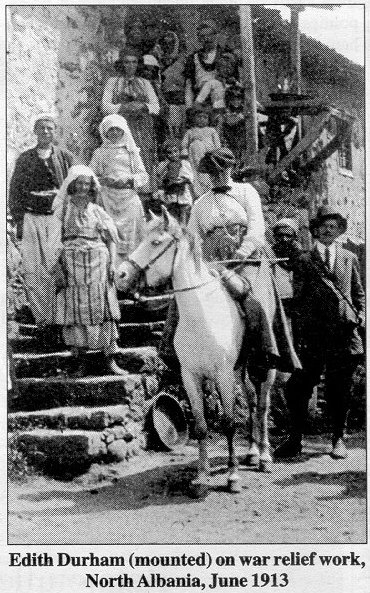 Edith Durham (mounted) on war relief work,
North Albania, June 1913